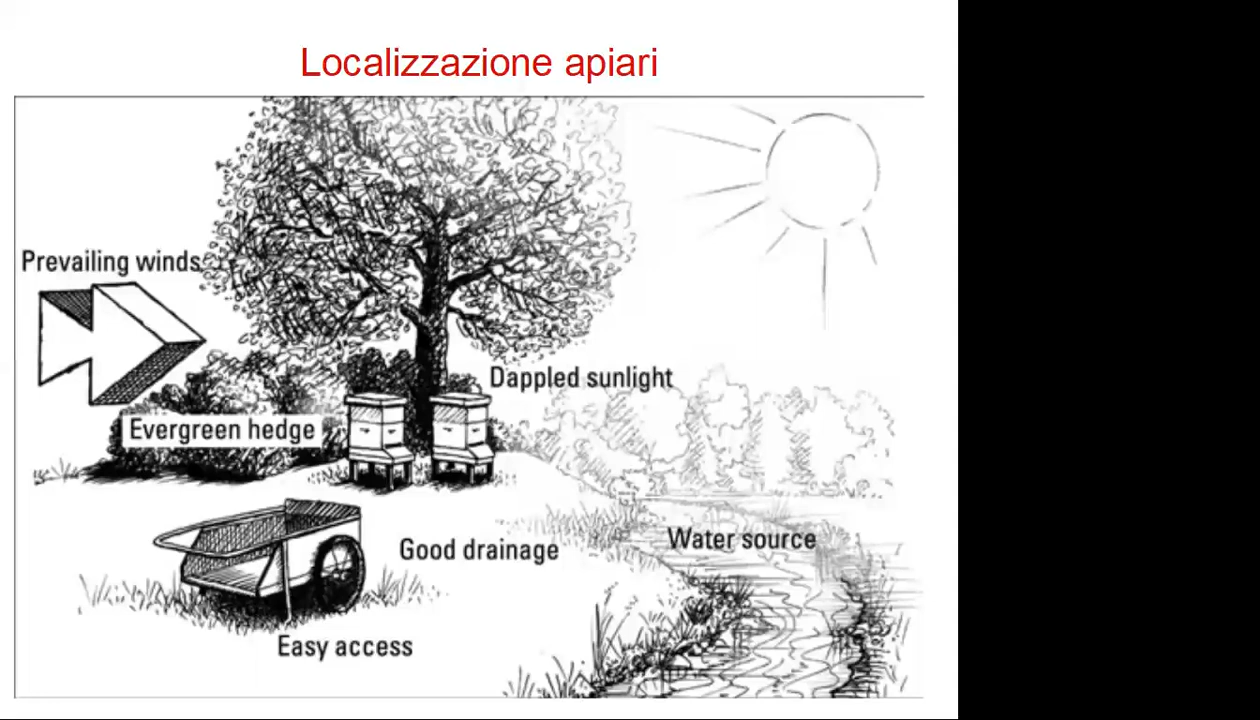 Localizzazione apiari
Prevailing winds
Dappled sunlight
Evergreen hedge
Water source
Good drainage
Easy access